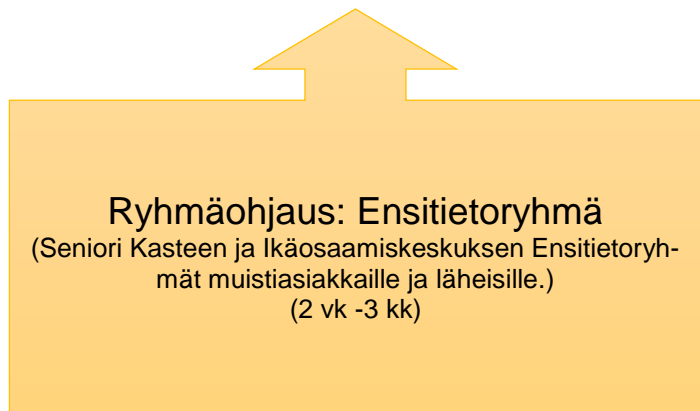 Ryhmäohjaus: Ensitietoryhmä
(Seniori Kasteen ja Ikäosaamiskeskuksen Ensitietoryh-
mät muistiasiakkaille ja läheisille.)
(2 vk -3 kk)